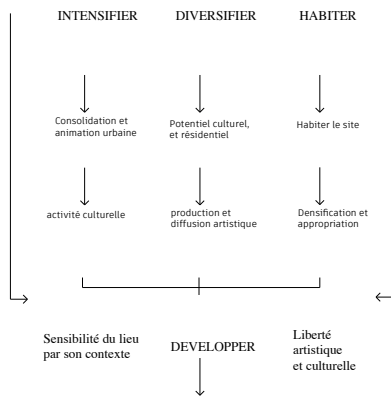 INTENSIFIER DIVERSIFIER HABITER
Consolidation et
animation urbaine
Potentiel culturel,
et résidentiel
Habiter le site
activité culturelle
production et
diffusion artistique
Densification et
appropriation
Sensibilité du lieu
par son contexte
DEVELOPPER
Liberté
artistique
et culturelle